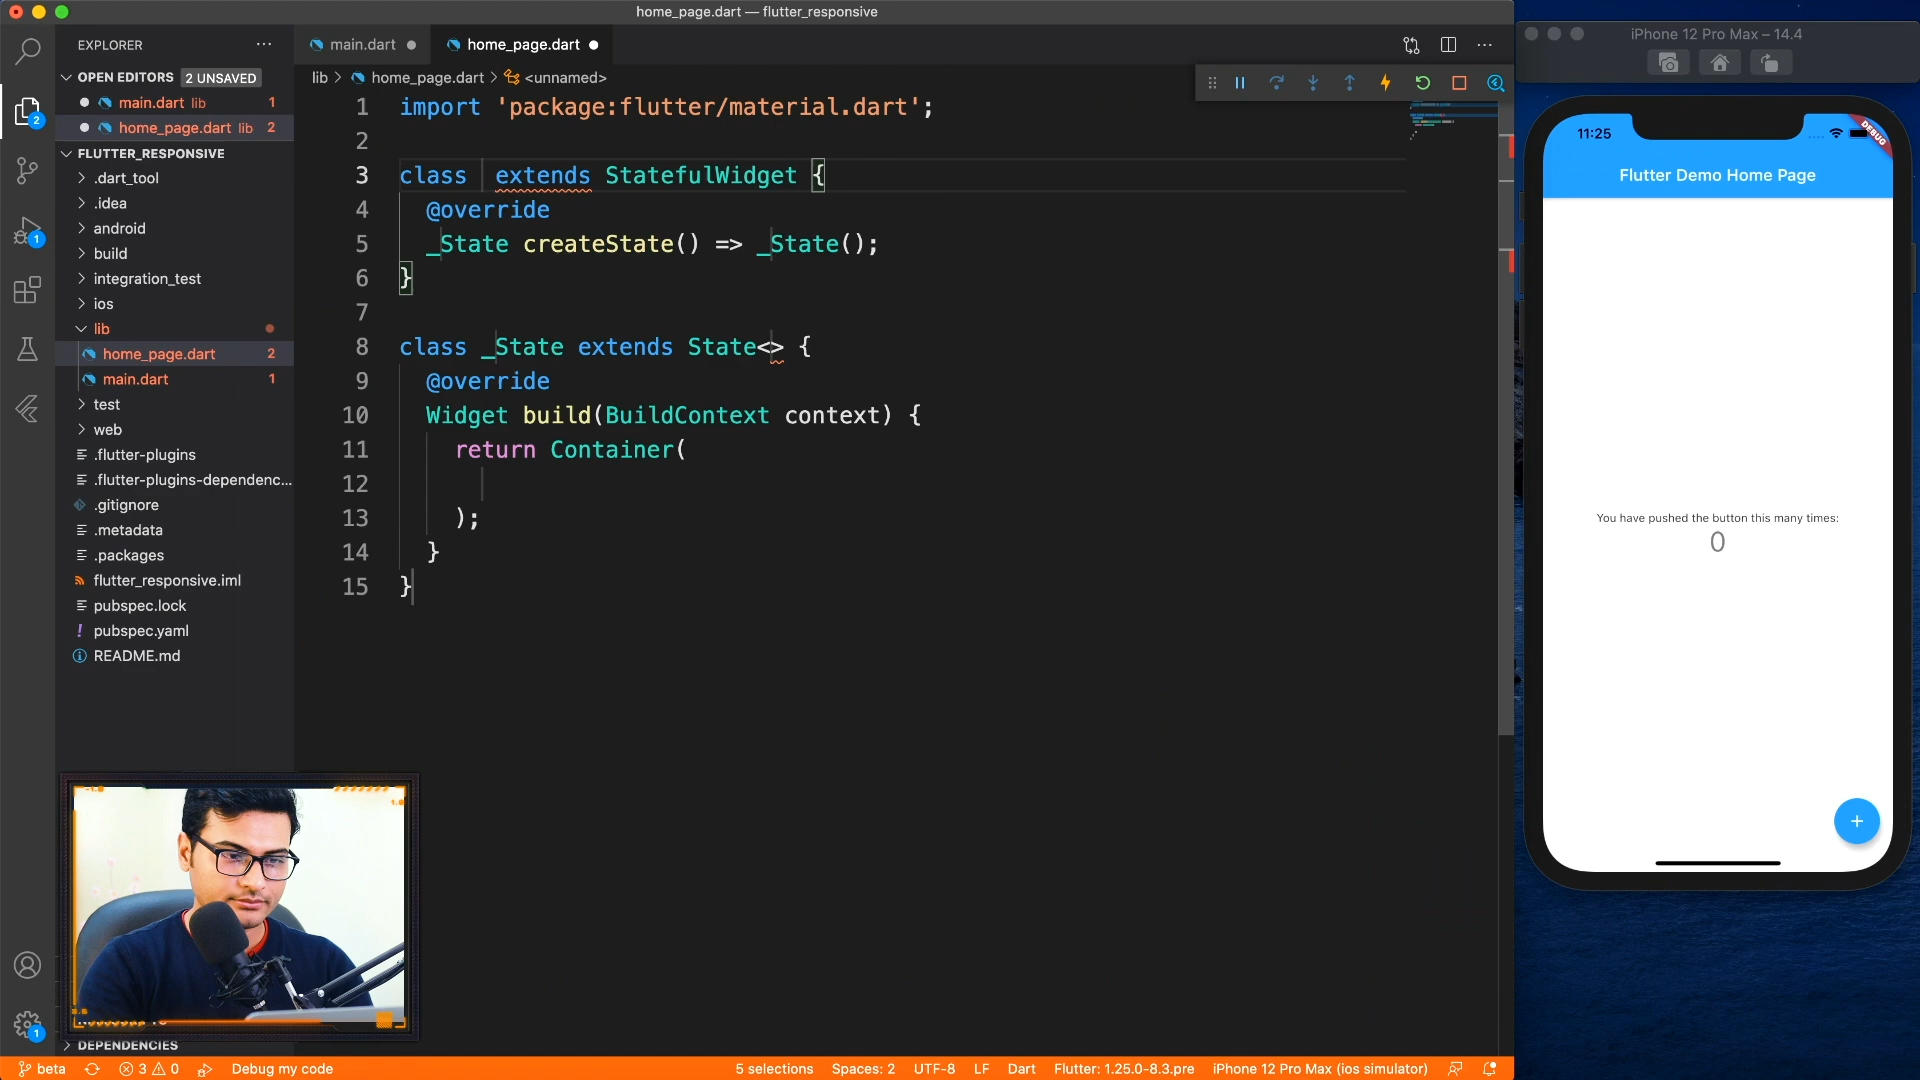 home_page.dart — flutter_responsive
EXPLORER
OPEN EDITORS 2 UNSAVED
main.dart lib 1
home_page.dart lib 2
FLUTTER_RESPONSIVE
.dart_tool
.idea
android
build
integration_test
ios
lib
home_page.dart 2
main.dart 1
test
web
.flutter-plugins
.flutter-plugins-dependenc...
.gitignore
.metadata
.packages
flutter_responsive.iml
pubspec.lock
pubspec.yaml
README.md
DEPENDENCIES
2
1
1
main.dart
home_page.dart
lib > home_page.dart > <unnamed>
1 import 'package:flutter/material.dart';
2
3 class extends StatefulWidget {
4 @override
5 _State createState() => _State();
6 }
7
8 class _State extends State<> {
9 @override
10 Widget build(BuildContext context) {
11 return Container(
12
13 );
14 }
15 }
iPhone 12 Pro Max – 14.4
11:25
DEBUG
Flutter Demo Home Page
You have pushed the button this many times:
0
+
beta 3 0 Debug my code 5 selections Spaces: 2 UTF-8 LF Dart Flutter: 1.25.0-8.3.pre iPhone 12 Pro Max (ios simulator)